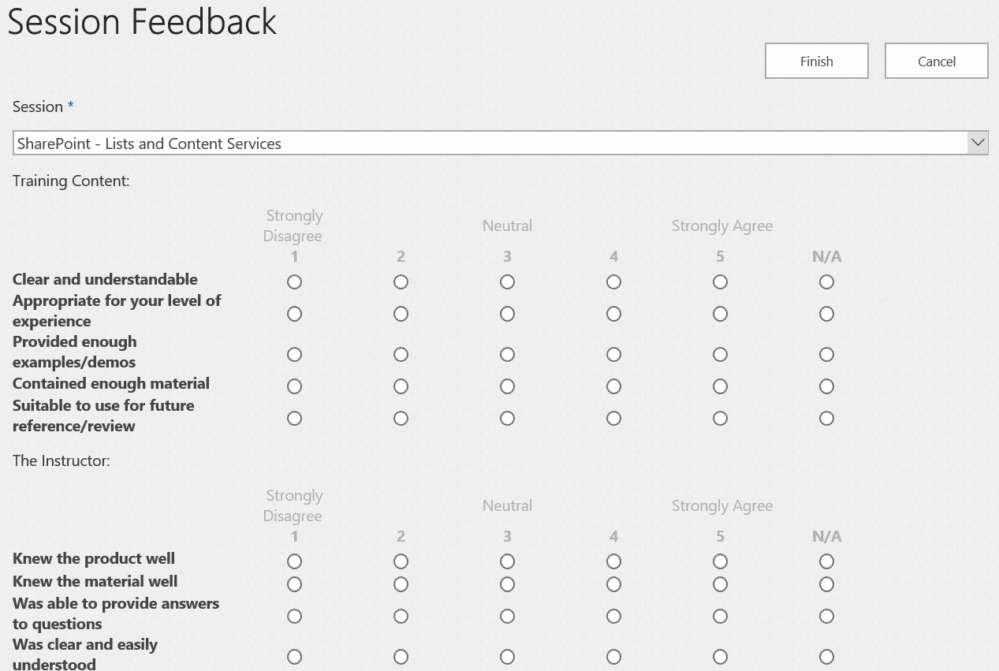 Session Feedback
Finish Cancel
Session *
SharePoint - Lists and Content Services
Training Content:
Strongly
Disagree Neutral Strongly Agree
1 2 3 4 5 N/A
Clear and understandable
Appropriate for your level of
experience
Provided enough
examples/demos
Contained enough material
Suitable to use for future
reference/review
The Instructor:
Strongly
Disagree Neutral Strongly Agree
1 2 3 4 5 N/A
Knew the product well
Knew the material well
Was able to provide answers
to questions
Was clear and easily
understood